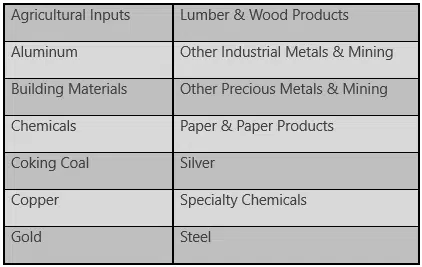 Agricultural Inputs
Lumber & Wood Products
Aluminum
Other Industrial Metals & Mining
Building Materials
Other Precious Metals & Mining
Chemicals
Paper & Paper Products
Coking Coal
Silver
Copper
Specialty Chemicals
Gold
Steel